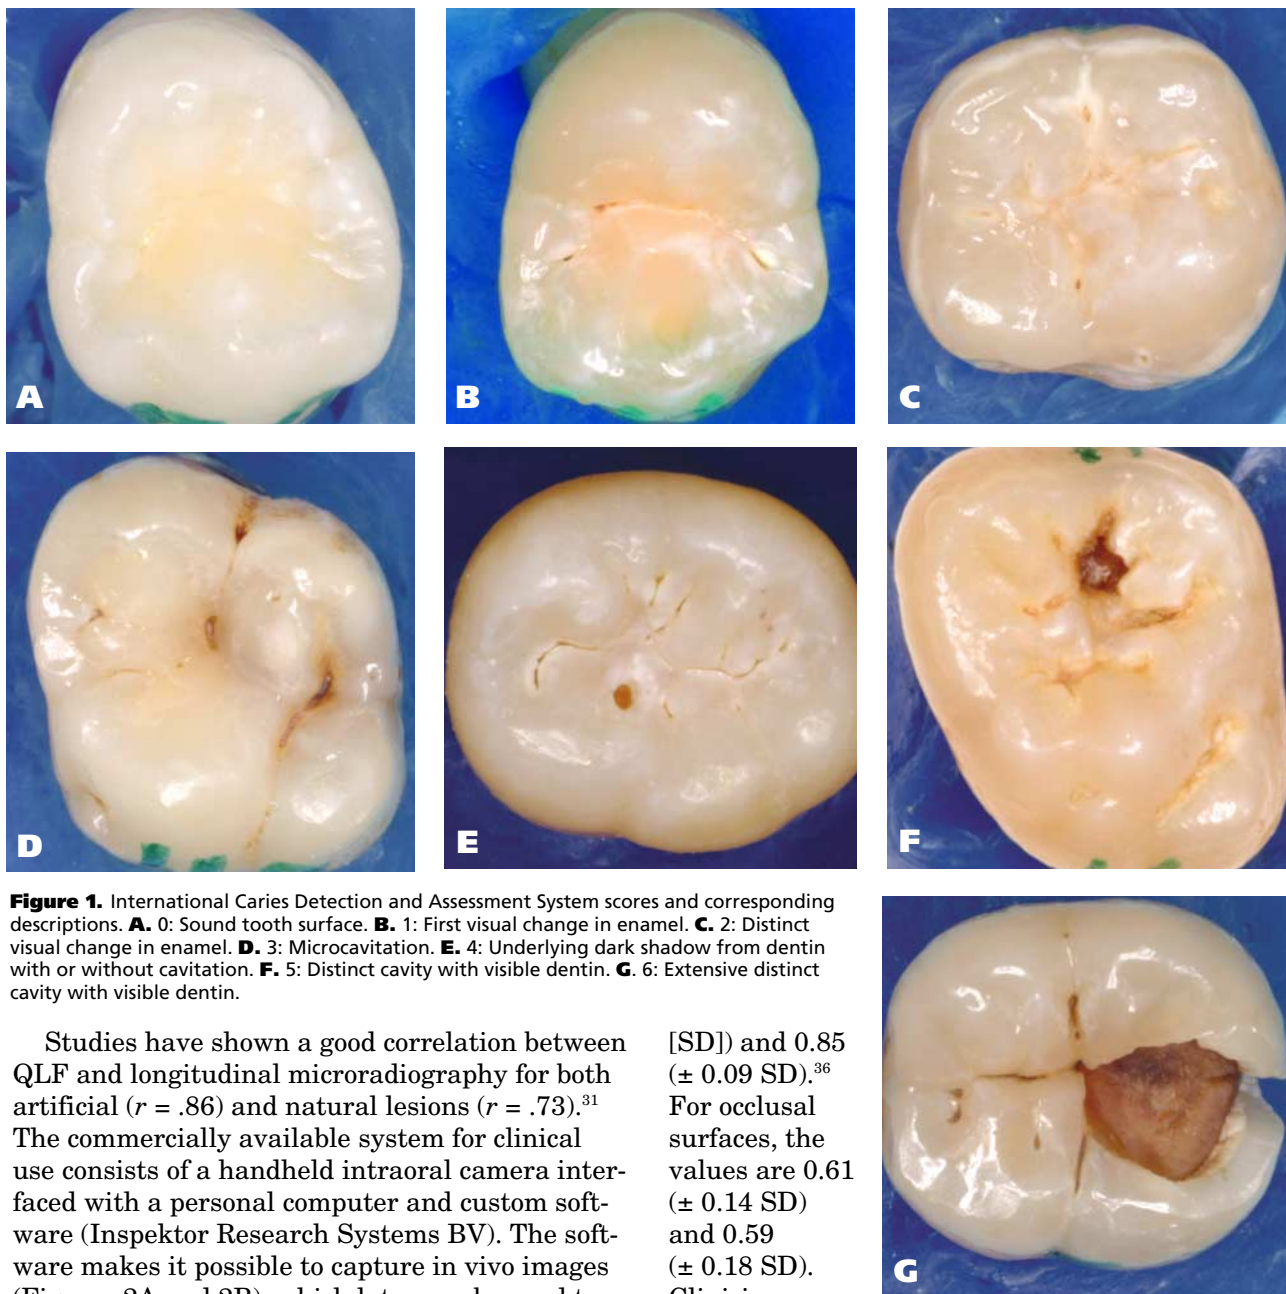 A
B
C
D
E
F
Figure 1. International Caries Detection and Assessment System scores and corresponding
descriptions. A. 0: Sound tooth surface. B. 1: First visual change in enamel. C. 2: Distinct
visual change in enamel. D. 3: Microcavitation. E. 4: Underlying dark shadow from dentin
with or without cavitation. F. 5: Distinct cavity with visible dentin. G. 6: Extensive distinct
cavity with visible dentin.
Studies have shown a good correlation between
QLF and longitudinal microradiography for both
artificial (r = .86) and natural lesions (r = .73).31
The commercially available system for clinical
use consists of a handheld intraoral camera inter-
faced with a personal computer and custom soft-
ware (Inspektor Research Systems BV). The soft-
ware makes it possible to capture in vivo images
[SD]) and 0.85
(± 0.09 SD).36
For occlusal
surfaces, the
values are 0.61
(± 0.14 SD)
and 0.59
(± 0.18 SD).
G